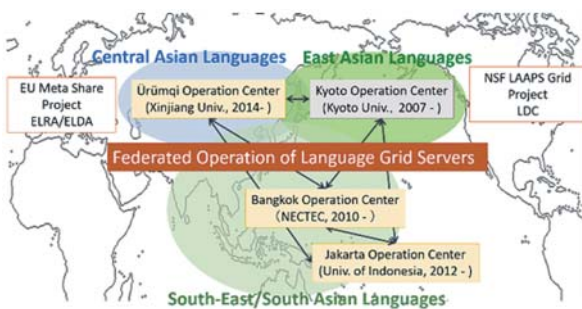 Central Asian Languages
East Asian Languages
EU Meta Share
Project
ELRA/ELDA
Ürümqi Operation Center
(Xinjiang Univ., 2014- )
Kyoto Operation Center
(Kyoto Univ., 2007 - )
NSF LAAPS Grid
Project
LDC
Federated Operation of Language Grid Servers
Bangkok Operation Center
(NECTEC, 2010 - )
Jakarta Operation Center
(Univ. of Indonesia, 2012 - )
South-East/South Asian Languages